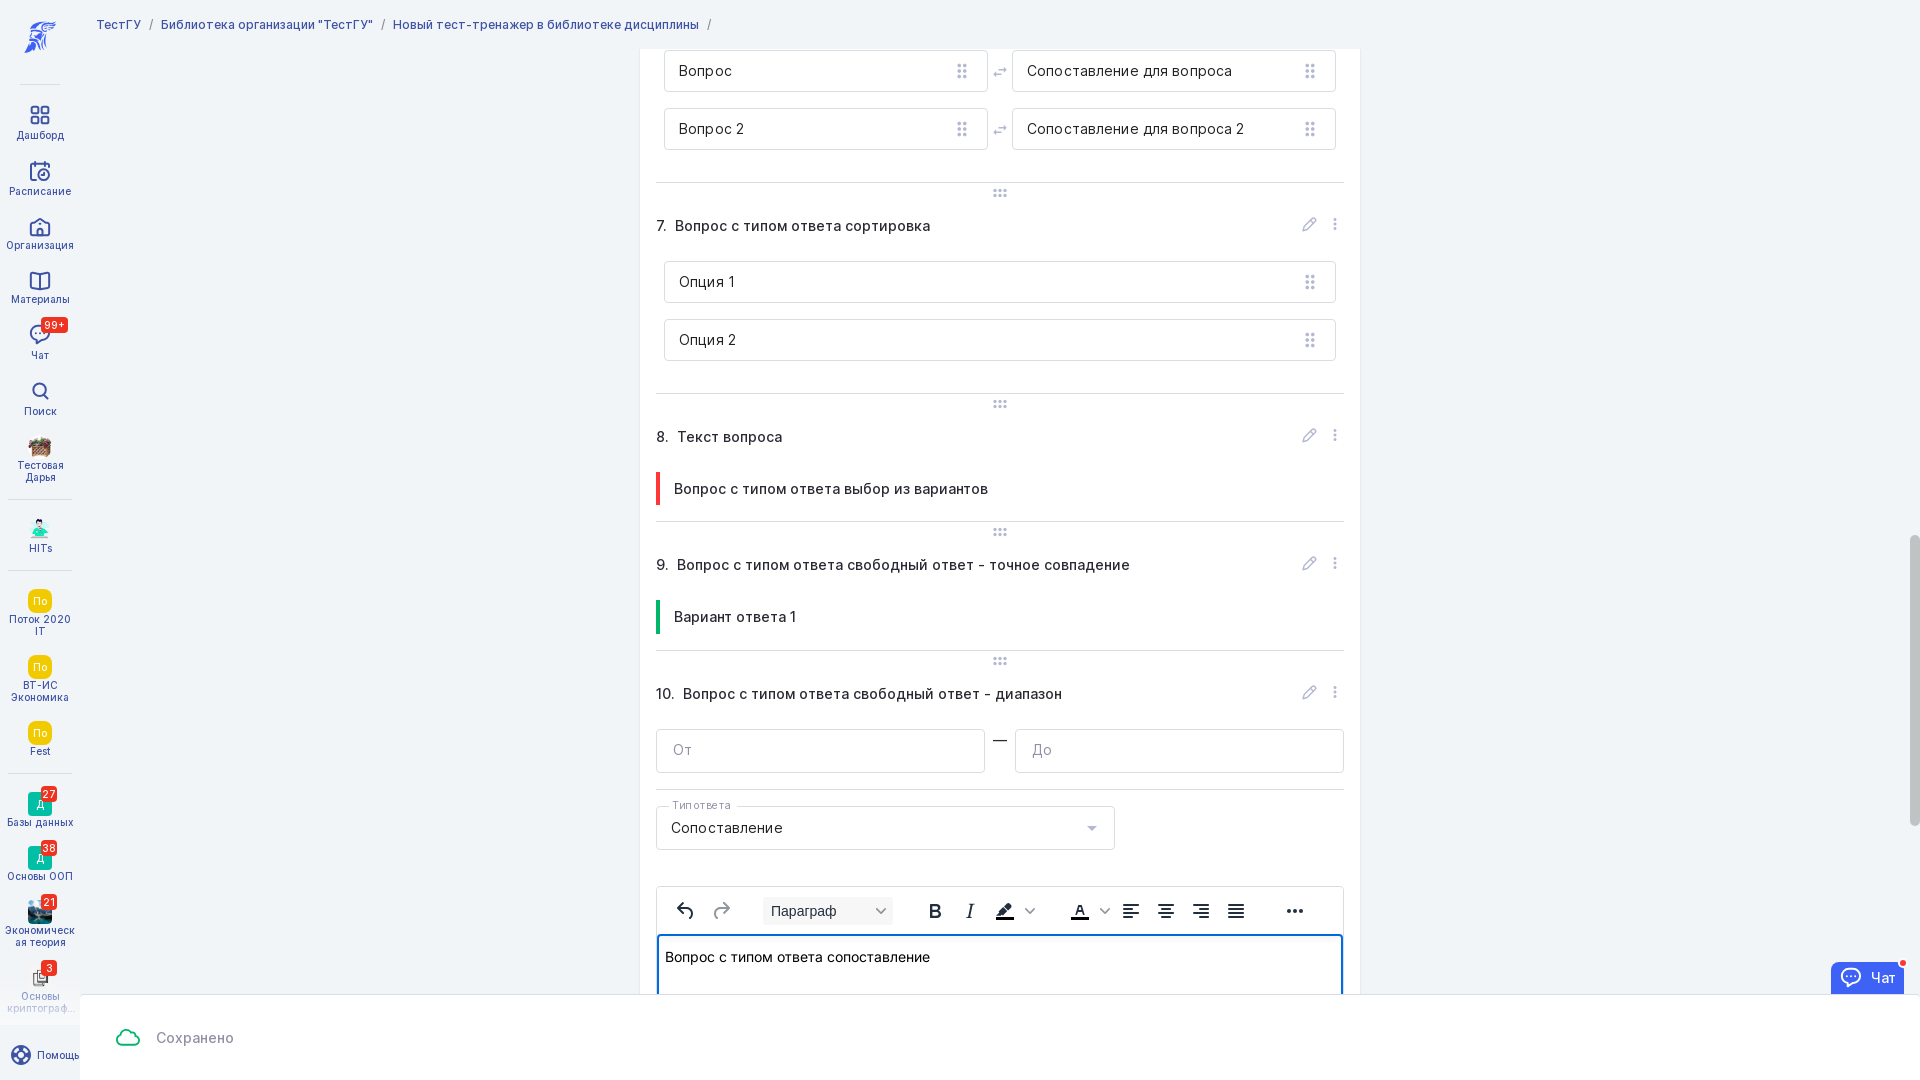 ТестГУ / Библиотека организации "ТестГУ" / Новый тест-тренажер в библиотеке дисциплины /
Дашборд
Расписание
Организация
Материалы
99+
Чат
Поиск
Тестовая
Дарья
HITs
По
Поток 2020
IT
По
ВТ-ИС
Экономика
По
Fest
27
Д
Базы данных
38
Д
Основы ООП
21
Экономическ
ая теория
3
Основы
криптограф...
Помощь
Вопрос
Сопоставление для вопроса
Вопрос 2
Сопоставление для вопроса 2
7. Вопрос с типом ответа сортировка
Опция 1
Опция 2
8. Текст вопроса
Вопрос с типом ответа выбор из вариантов
9. Вопрос с типом ответа свободный ответ - точное совпадение
Вариант ответа 1
10. Вопрос с типом ответа свободный ответ - диапазон
От — До
Тип ответа
Сопоставление
Параграф
Вопрос с типом ответа сопоставление
Чат
Сохранено